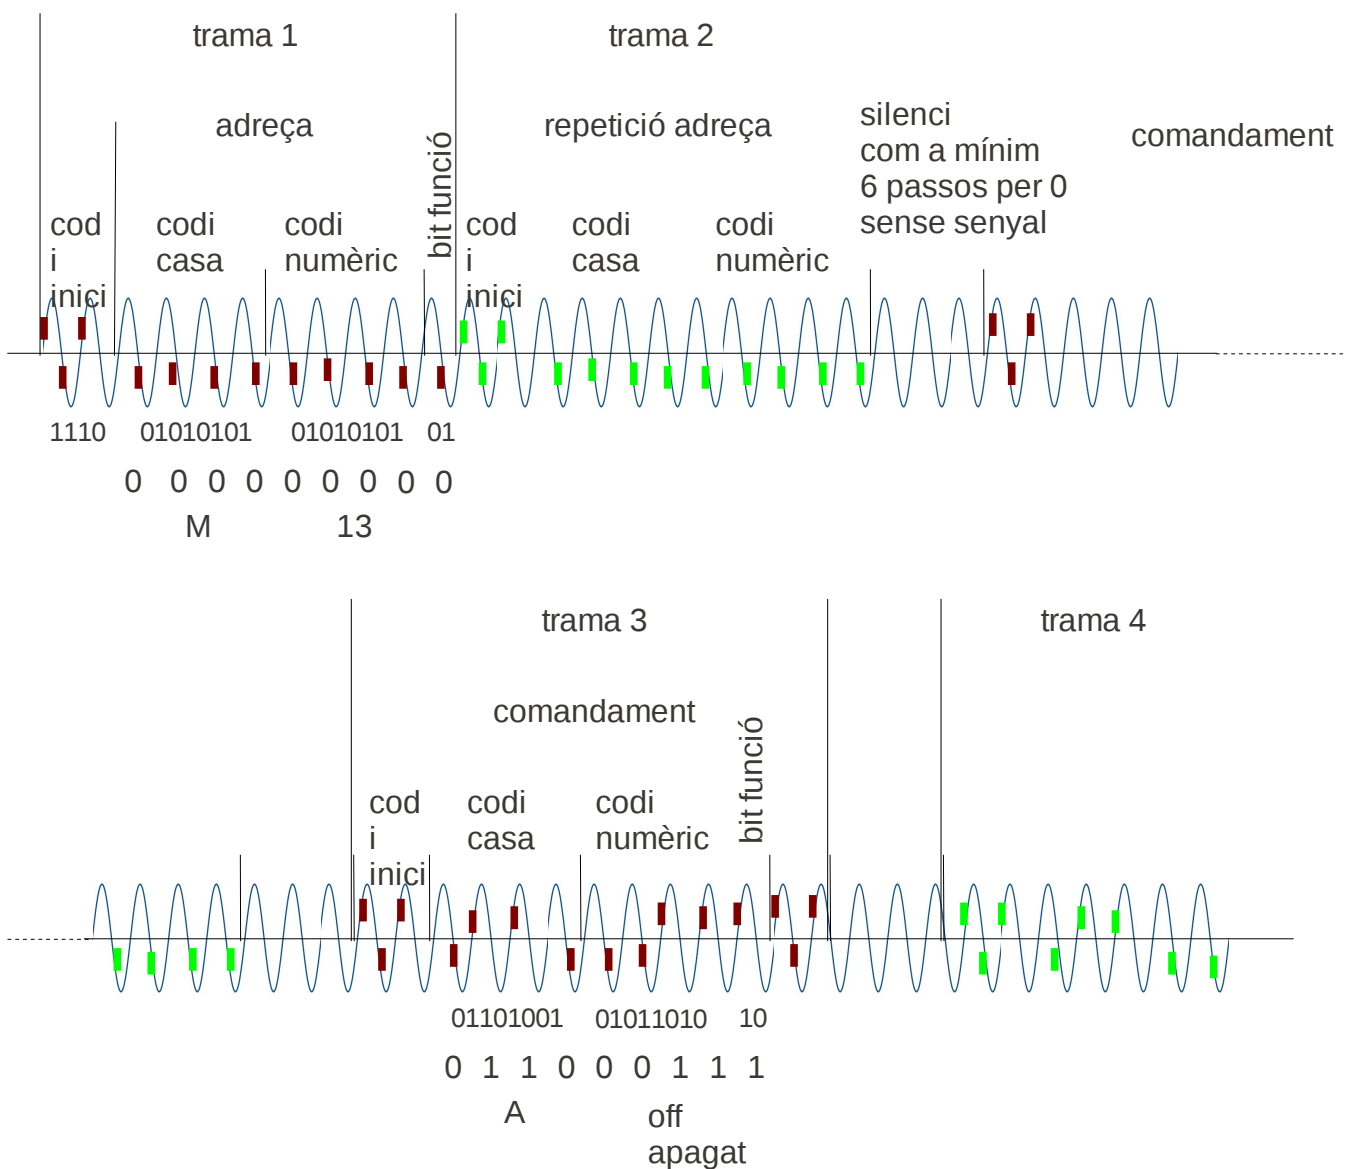 trama 1
trama 2
adreça
bit funció
repetició adreça
silenci
com a mínim
6 passos per 0
sense senyal
comandament
cod
i
inici
codi
casa
codi
numèric
cod
i
inici
codi
casa
codi
numèric
1110 01010101 01010101 01
0 0 0 0 0 0 0 0 0
M 13
trama 3
trama 4
comandament
bit funció
cod
i
inici
codi
casa
codi
numèric
01101001 01011010 10
0 1 1 0 0 0 1 1 1
A
off
apagat